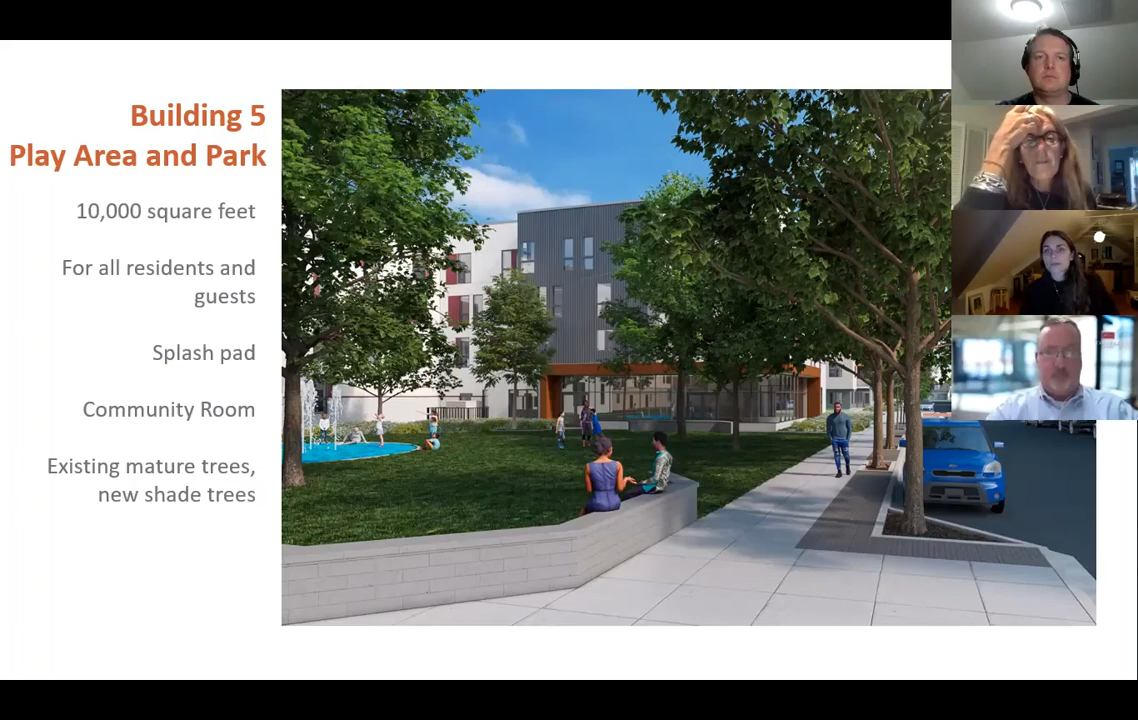 Building 5
Play Area and Park
10,000 square feet
For all residents and
guests
Splash pad
Community Room
Existing mature trees,
new shade trees